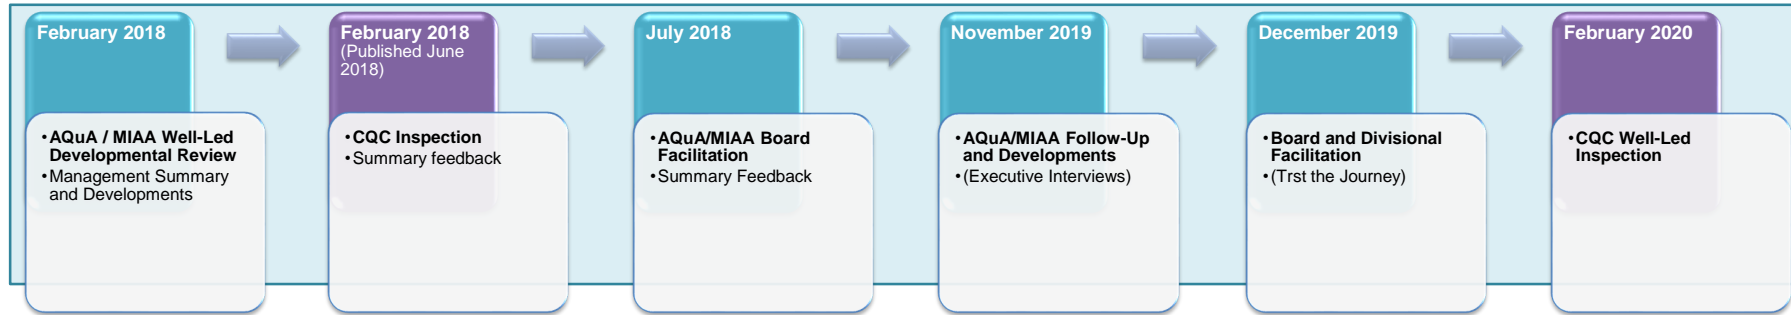 February 2018
•AQuA / MIAA Well-Led
Developmental Review
•Management Summary
and Developments
February 2018
(Published June
2018)
•CQC Inspection
•Summary feedback
July 2018
•AQuA/MIAA Board
Facilitation
•Summary Feedback
November 2019
•AQuA/MIAA Follow-Up
and Developments
•(Executive Interviews)
December 2019
•Board and Divisional
Facilitation
•(Trst the Journey)
February 2020
•CQC Well-Led
Inspection